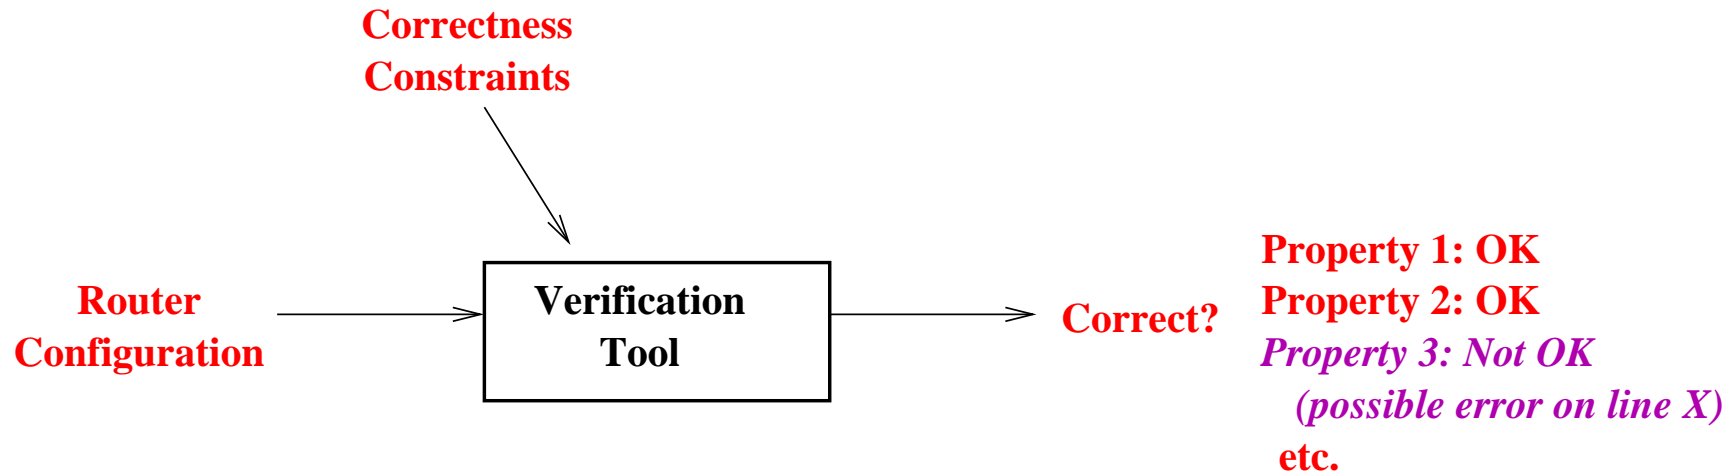 Correctness
Constraints
Router
Configuration
Verification
Tool
Correct?
Property 1: OK
Property 2: OK
Property 3: Not OK
(possible error on line X)
etc.